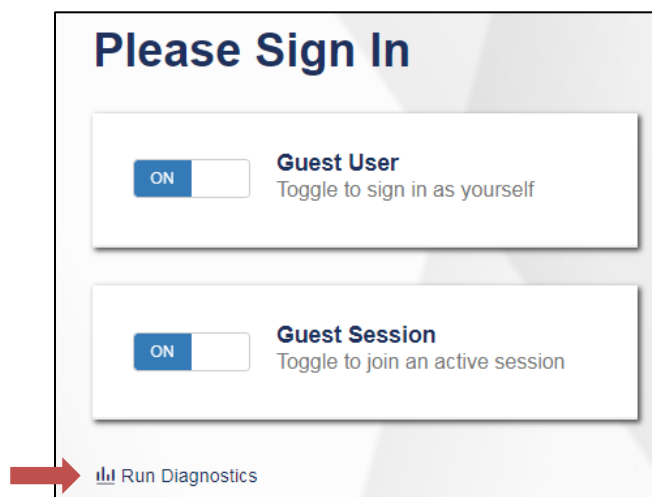 Please Sign In
ON
Guest User
Toggle to sign in as yourself
ON
Guest Session
Toggle to join an active session
Run Diagnostics